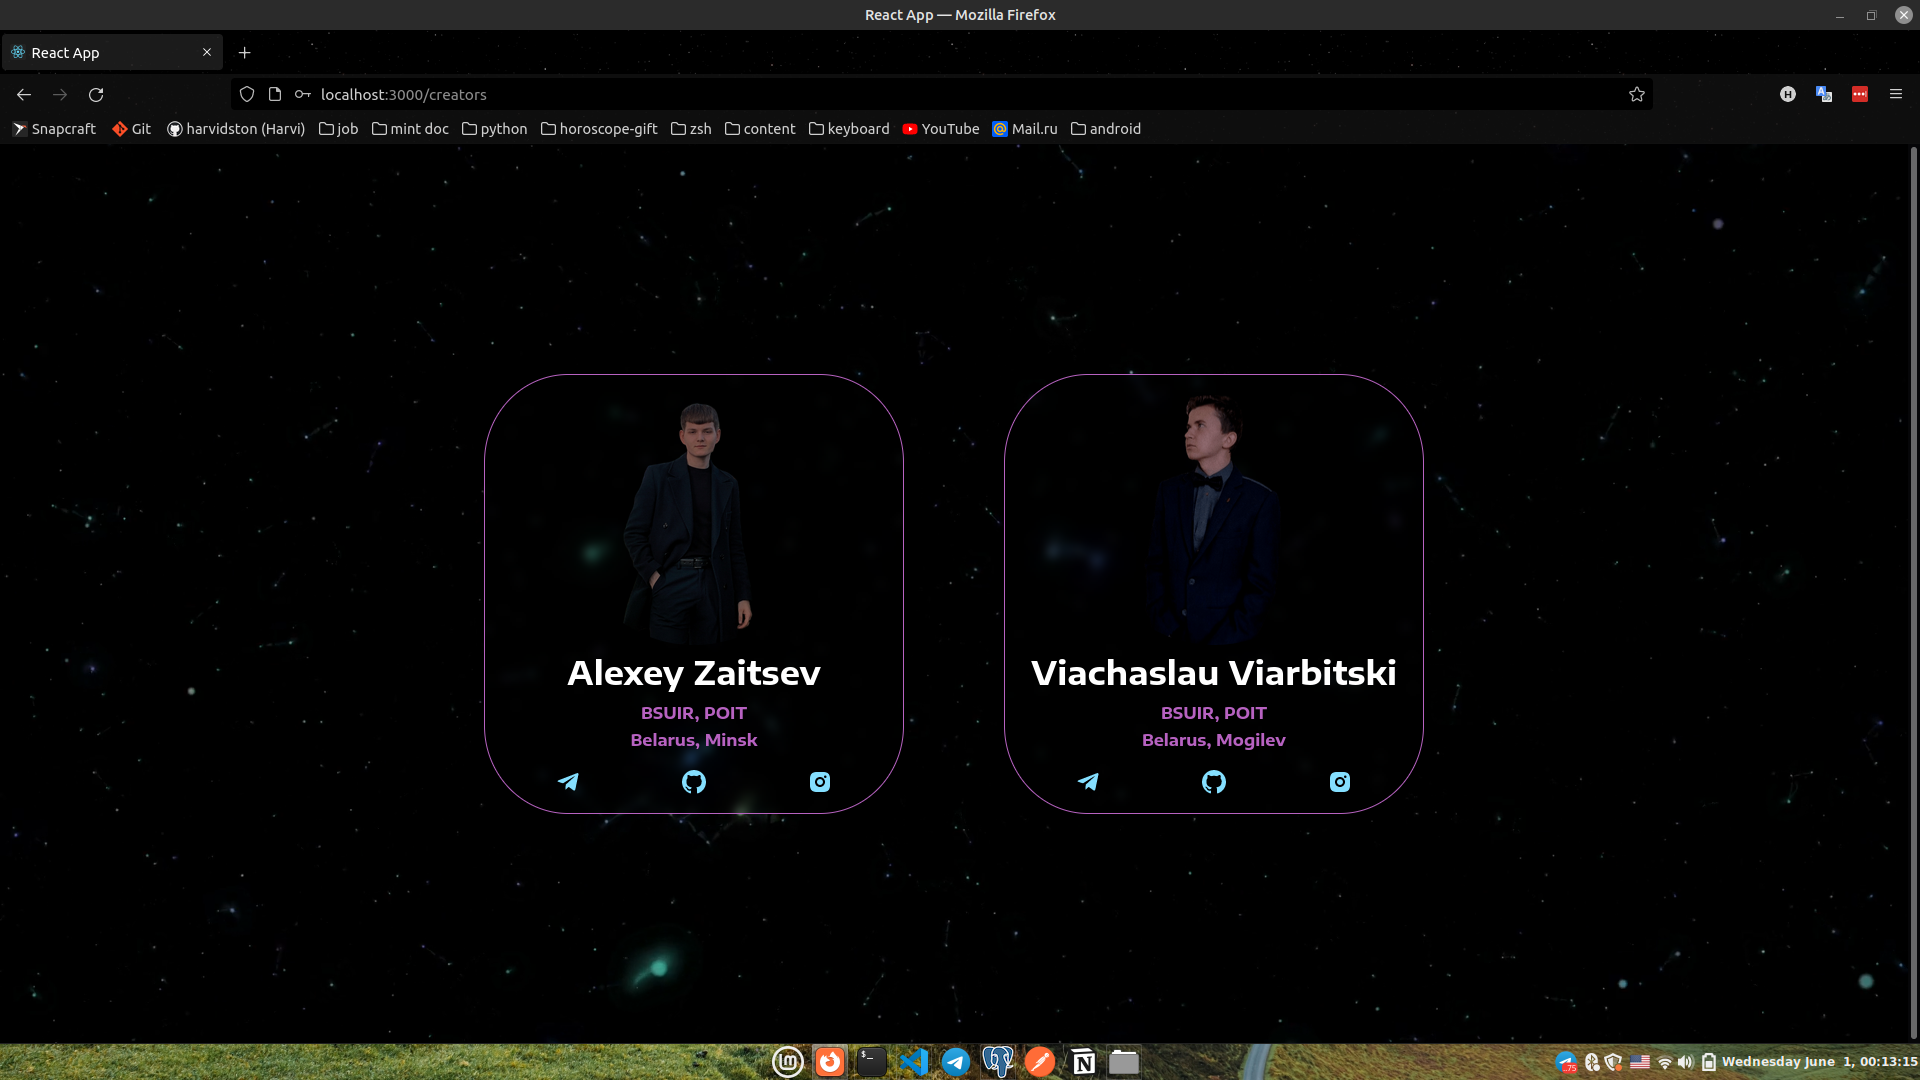 React App — Mozilla Firefox
React App
localhost:3000/creators
Snapcraft Git harvidston (Harvi) job mint doc python horoscope-gift zsh content keyboard YouTube Mail.ru android
Alexey Zaitsev
BSUIR, POIT
Belarus, Minsk
Viachaslau Viarbitski
BSUIR, POIT
Belarus, Mogilev
Wednesday June 1, 00:13:15